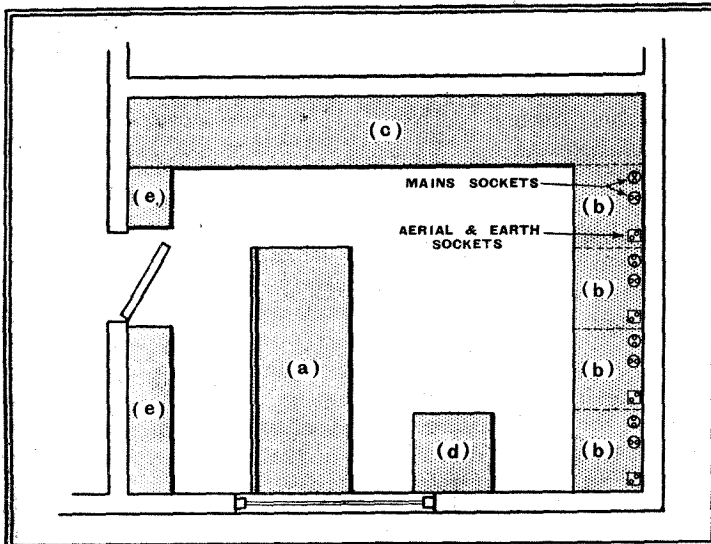 (c)
(e)
MAINS SOCKETS
(b)
AERIAL & EARTH
SOCKETS
(b)
(a)
(b)
(e)
(d)
(b)